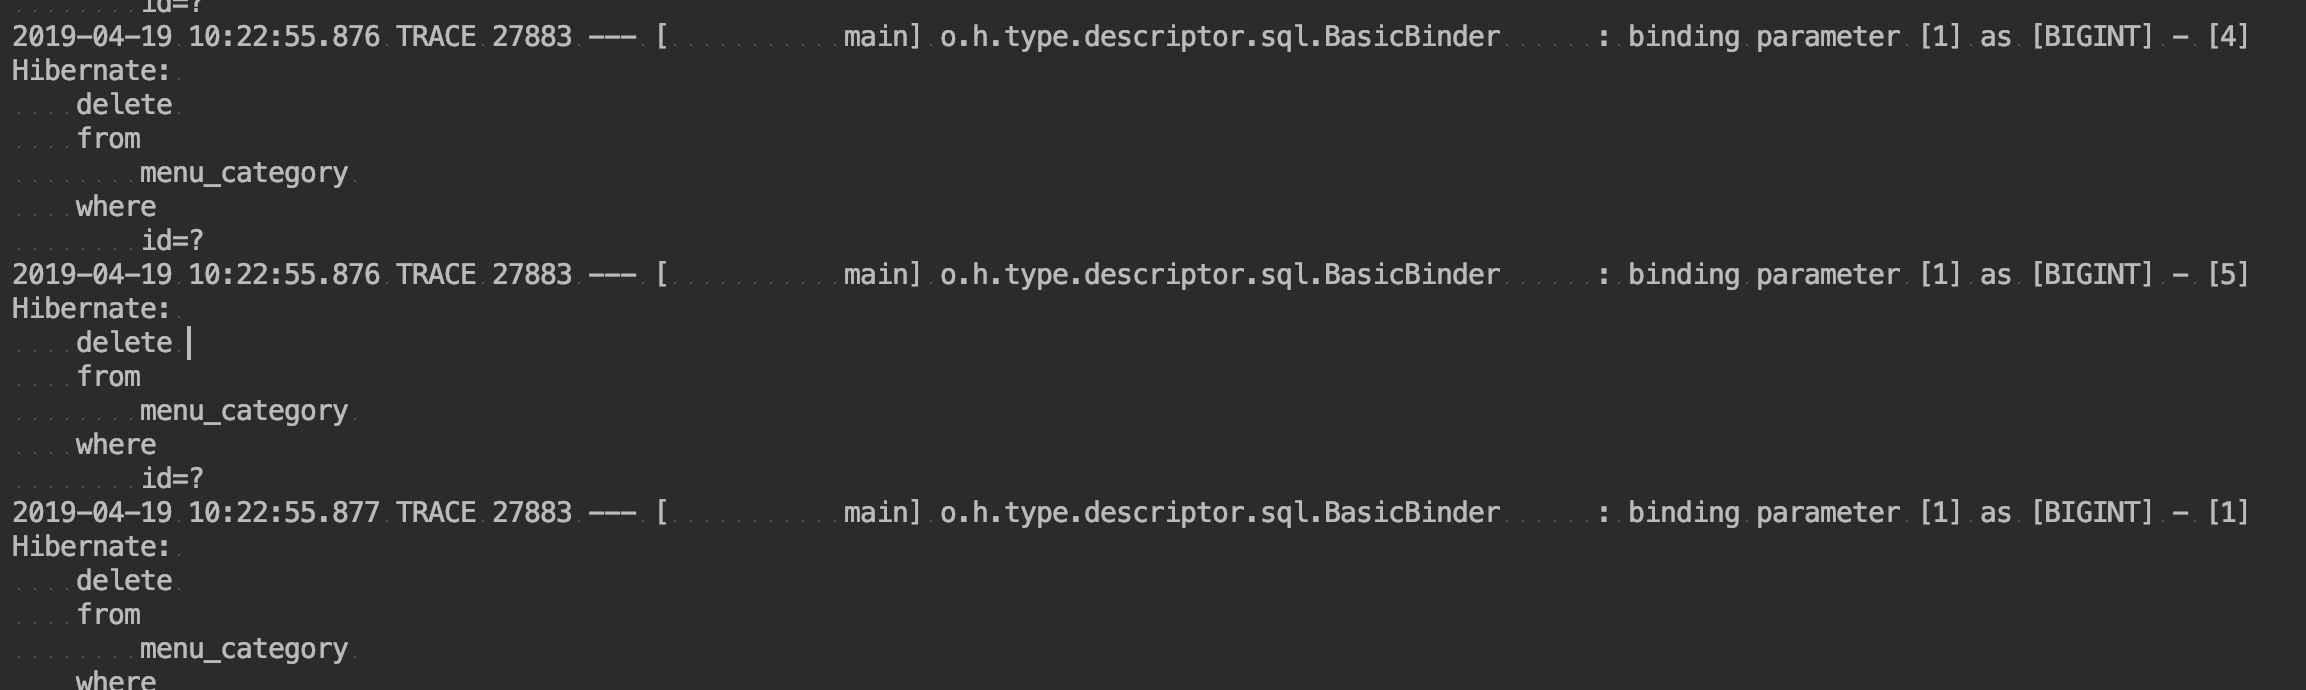 id=?
2019-04-19 10:22:55.876 TRACE 27883 --- [           main] o.h.type.descriptor.sql.BasicBinder      : binding parameter [1] as [BIGINT] - [4]
Hibernate: 
    delete 
    from
        menu_category 
    where
        id=?
2019-04-19 10:22:55.876 TRACE 27883 --- [           main] o.h.type.descriptor.sql.BasicBinder      : binding parameter [1] as [BIGINT] - [5]
Hibernate: 
    delete 
    from
        menu_category 
    where
        id=?
2019-04-19 10:22:55.877 TRACE 27883 --- [           main] o.h.type.descriptor.sql.BasicBinder      : binding parameter [1] as [BIGINT] - [1]
Hibernate: 
    delete 
    from
        menu_category 
    where